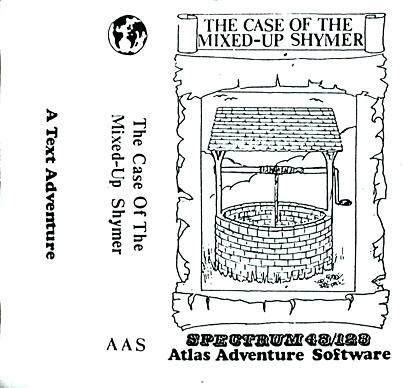 THE CASE OF THE
MIXED-UP SHYMER
SPECTRUM 48/128
Atlas Adventure Software
The Case Of The
Mixed-Up Shymer
A Text Adventure
AAS